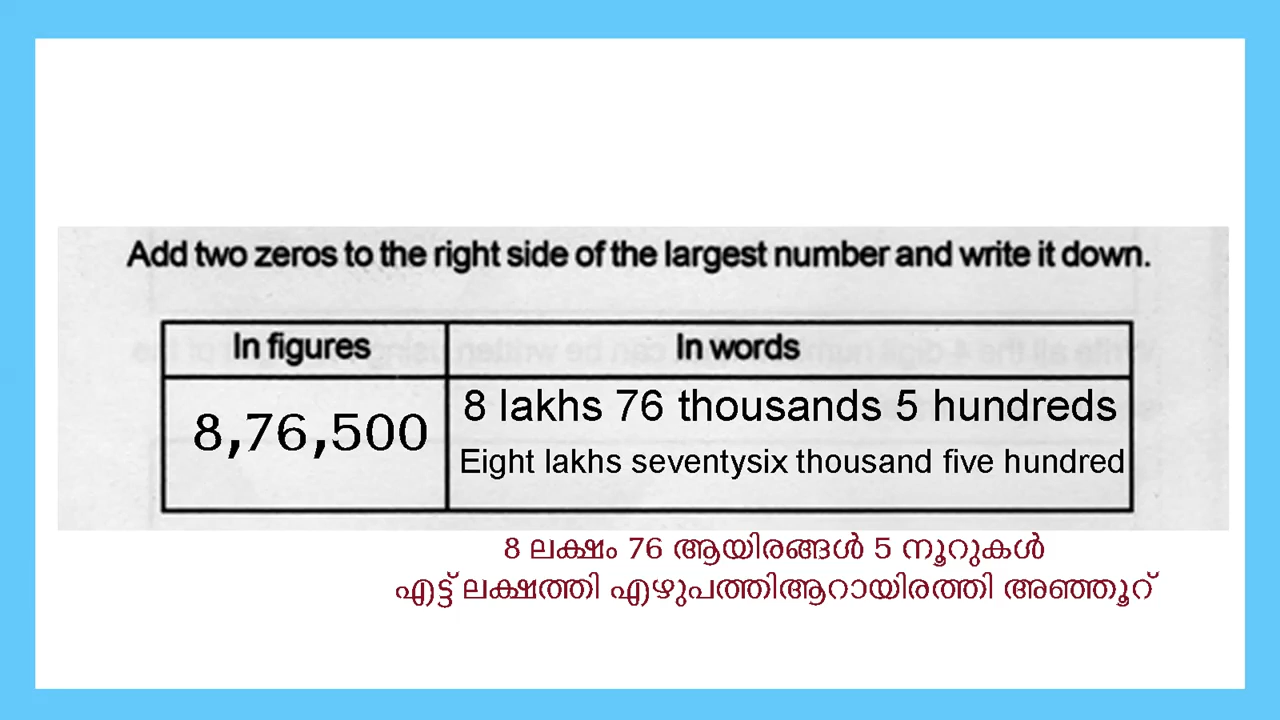 Add two zeros to the right side of the largest number and write it down.
In figures
In words
8,76,500
8 lakhs 76 thousands 5 hundreds
Eight lakhs seventysix thousand five hundred
8 ലക്ഷം 76 ആയിരങ്ങൾ 5 നൂറുകൾ
എട്ട് ലക്ഷത്തി എഴുപത്തിആറായിരത്തി അഞ്ഞൂറ്